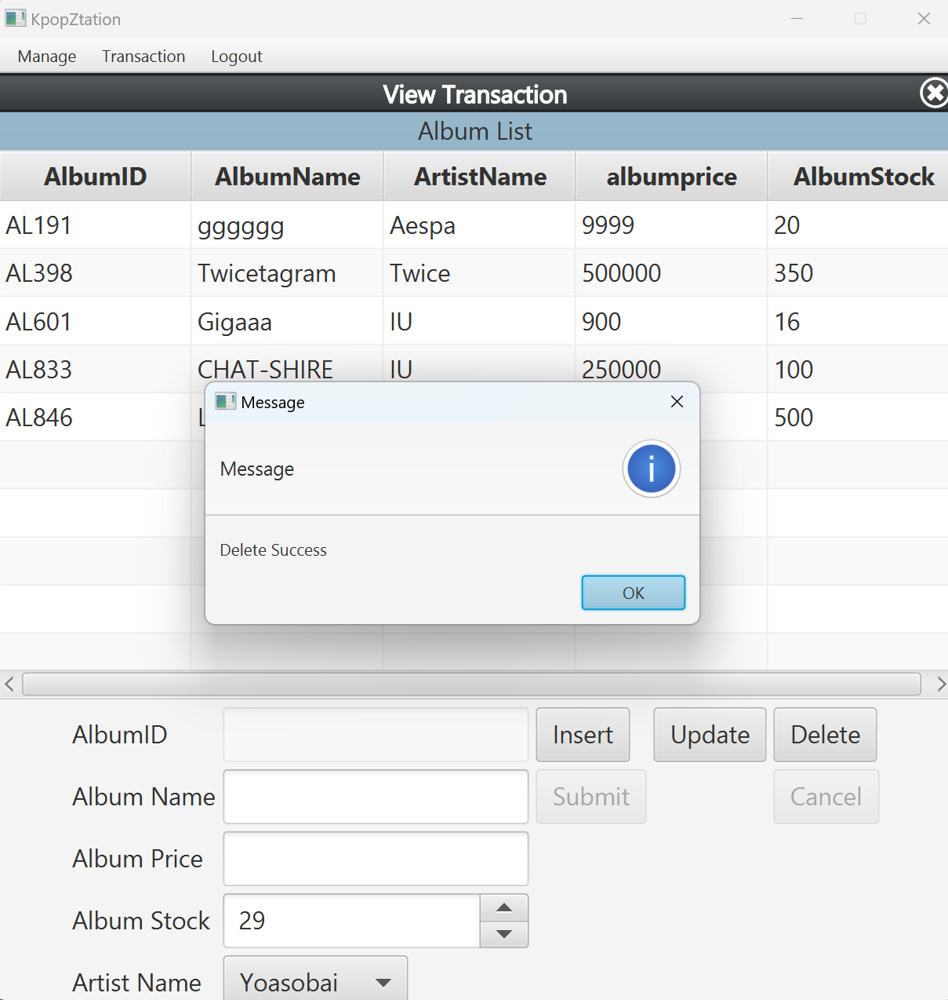 KpopZtation
Manage Transaction Logout
View Transaction
Album List
AlbumID AlbumName ArtistName albumprice AlbumStock
AL191 gggggg Aespa 9999 20
AL398 Twicetagram Twice 500000 350
AL601 Gigaaa IU 900 16
AL833 CHAT-SHIRE IU 250000 100
AL846 500
Message
Message
Delete Success
OK
AlbumID Insert Update Delete
Album Name Submit Cancel
Album Price
Album Stock 29
Artist Name Yoasobai